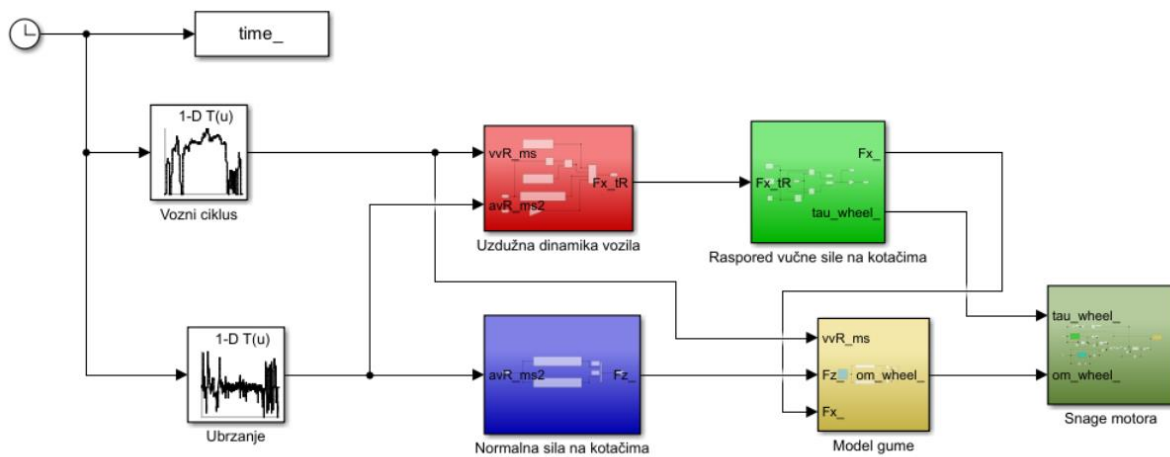 time_
1-D T(u)
Vozni ciklus
vvR_ms
avR_ms2
Fx_tR
Uzdužna dinamika vozila
Fx_tR
Fx_
tau_wheel_
Raspored vučne sile na kotačima
1-D T(u)
Ubrzanje
avR_ms2
Fz_
Normalna sila na kotačima
vvR_ms
Fz_
Fx_
om_wheel_
Model gume
tau_wheel_
om_wheel_
Snage motora